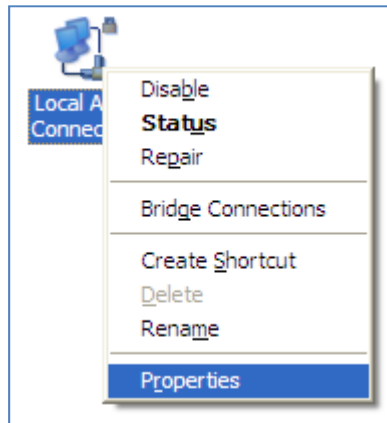 Local A
Connec
Disable
Status
Repair
Bridge Connections
Create Shortcut
Delete
Rename
Properties